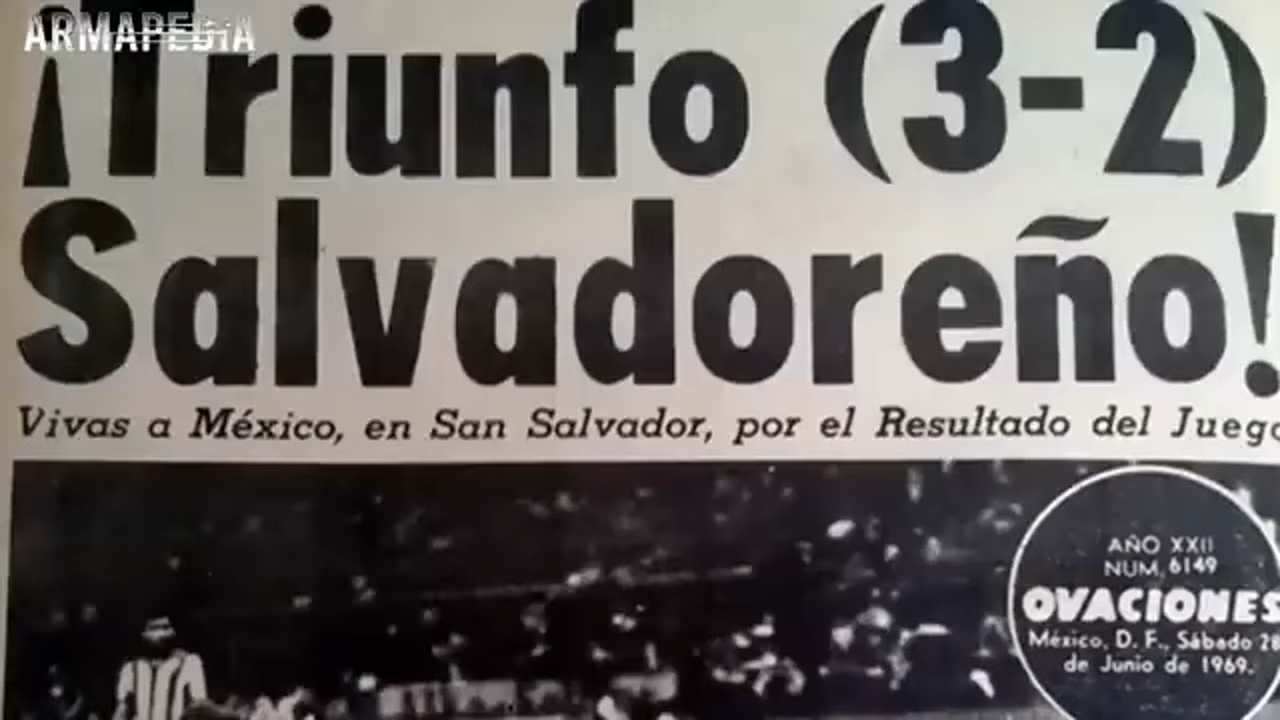 ARMAPEDIA
¡Triunfo (3-2)
Salvadoreño!
Vivas a México, en San Salvador, por el Resultado del Juego
AÑO XXII
NUM. 6149
OVACIONES
México, D. F., Sábado 28
de Junio de 1969.